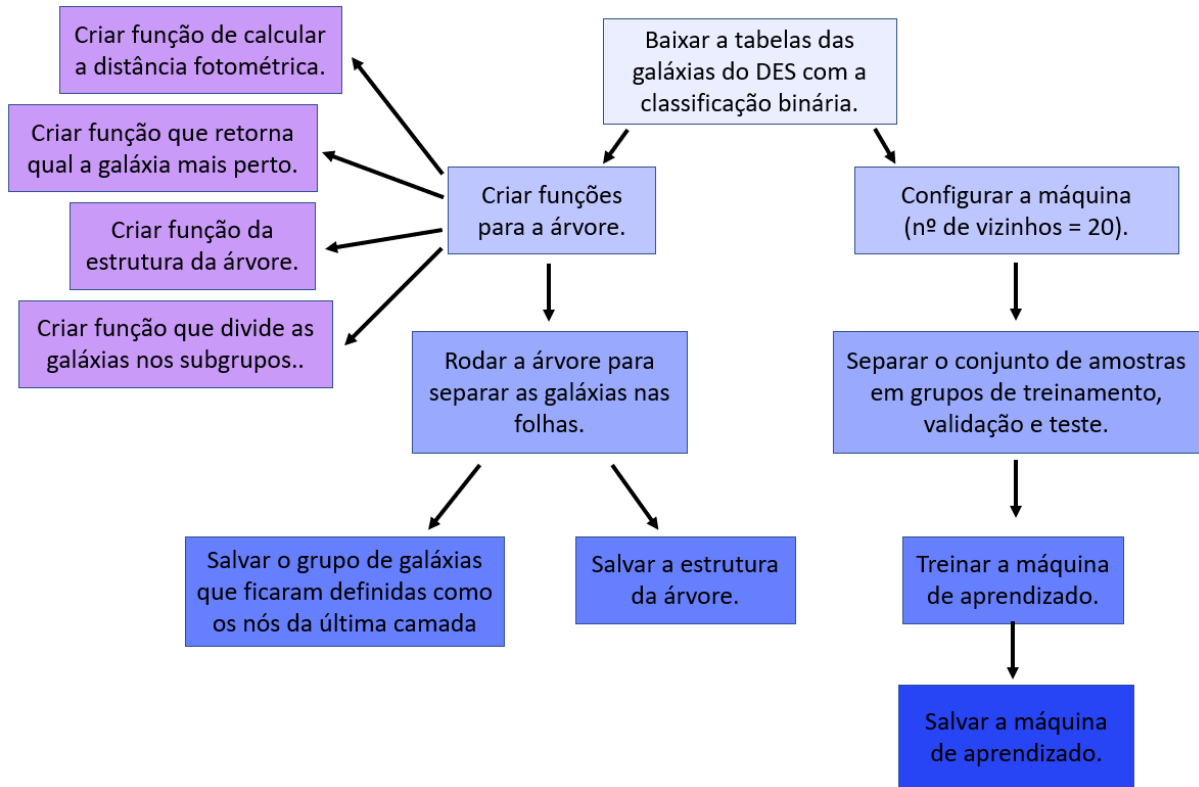 Criar função de calcular
a distância fotométrica.
Baixar a tabelas das
galáxias do DES com a
classificação binária.
Criar função que retorna
qual a galáxia mais perto.
Criar funções
para a árvore.
Configurar a máquina
(nº de vizinhos = 20).
Criar função da
estrutura da árvore.
Criar função que divide as
galáxias nos subgrupos..
Rodar a árvore para
separar as galáxias nas
folhas.
Separar o conjunto de amostras
em grupos de treinamento,
validação e teste.
Salvar o grupo de galáxias
que ficaram definidas como
os nós da última camada
Salvar a estrutura
da árvore.
Treinar a máquina
de aprendizado.
Salvar a máquina
de aprendizado.